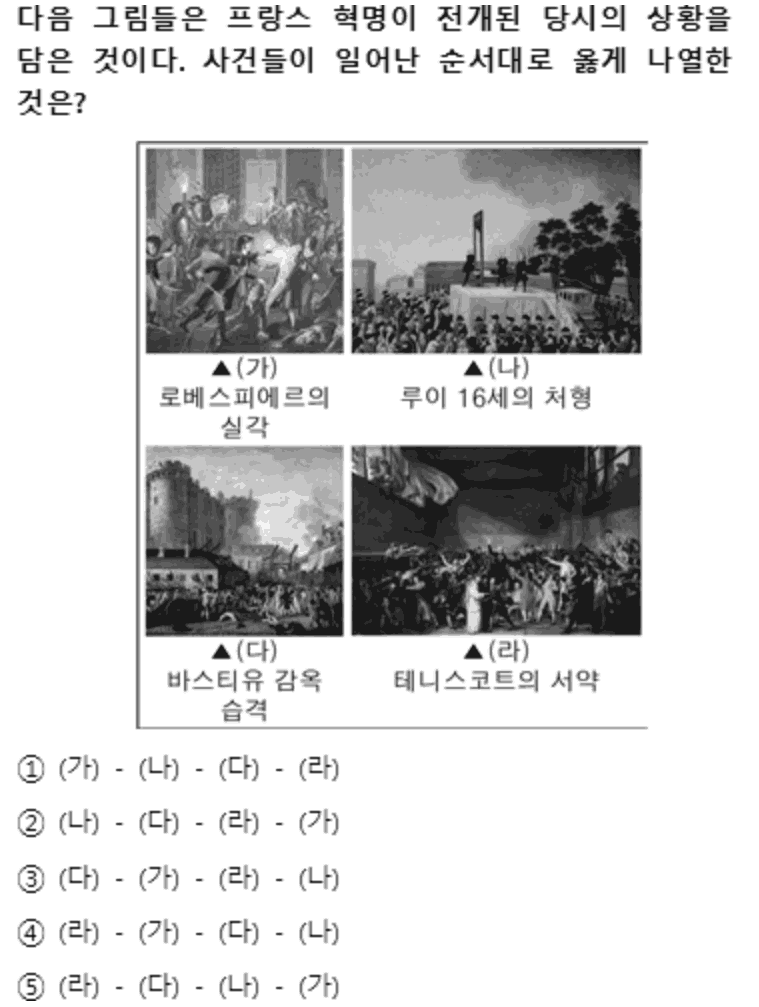 다음 그림들은 프랑스 혁명이 전개된 당시의 상황을
담은 것이다. 사건들이 일어난 순서대로 옳게 나열한
것은?
▲(가)
로베스피에르의
실각
▲(나)
루이 16세의 처형
▲(다)
바스티유 감옥
습격
▲(라)
테니스코트의 서약
① (가) - (나) - (다) - (라)
② (나) - (다) - (라) - (가)
③ (다) - (가) - (라) - (나)
④ (라) - (가) - (다) - (나)
⑤ (라) - (다) - (나) - (가)